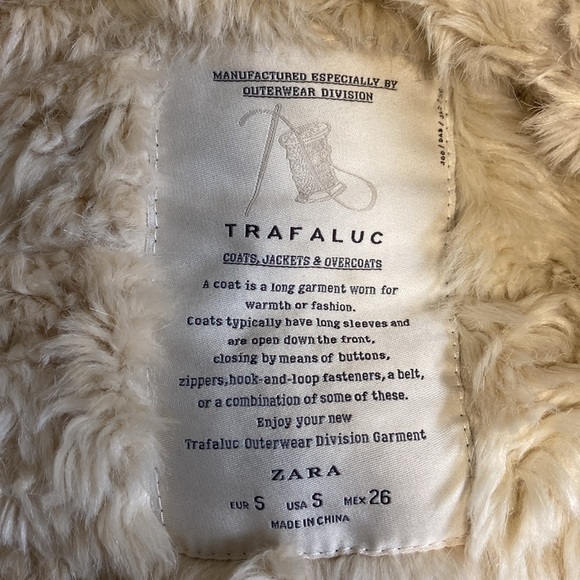 MANUFACTURED ESPECIALLY BY
OUTERWEAR DIVISION
TRAFALUC
COATS, JACKETS & OVERCOATS
A coat is a long garment worn for
warmth or fashion.
Coats typically have long sleeves and
are open down the front,
closing by means of buttons,
zippers, hook-and-loop fasteners, a belt,
or a combination of some of these.
Enjoy your new
Trafaluc Outerwear Division Garment
ZARA
EUR S USA S MEX 26
MADE IN CHINA